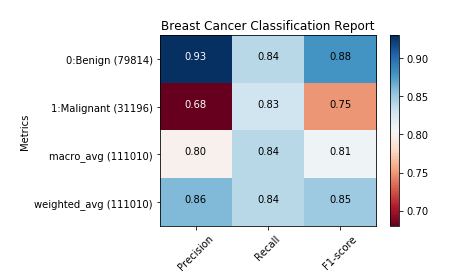 Breast Cancer Classification Report
0:Benign (79814) 0.93 0.84 0.88
1:Malignant (31196) 0.68 0.83 0.75
macro_avg (111010) 0.80 0.84 0.81
weighted_avg (111010) 0.86 0.84 0.85
Metrics
Precision Recall F1-score
0.90
0.85
0.80
0.75
0.70